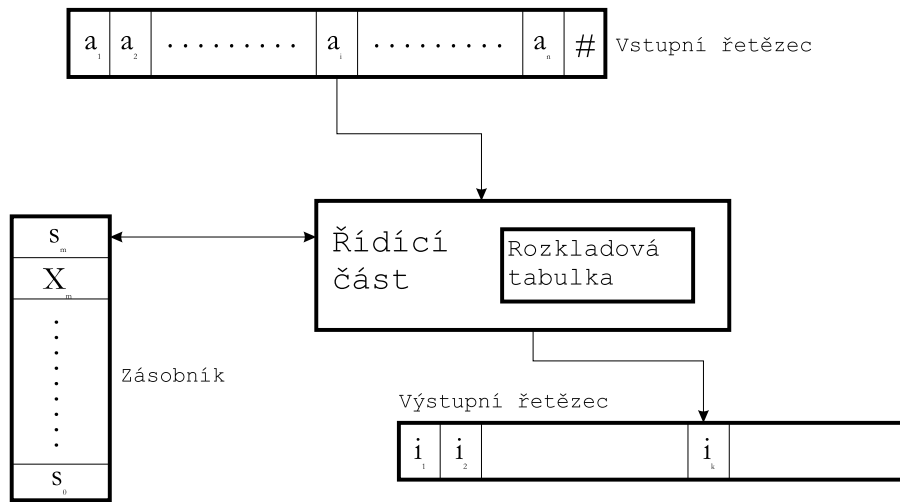 a₁ a₂ ......... aᵢ ......... aₙ # Vstupní řetězec
Řídící
část
Rozkladová
tabulka
sₘ
Xₘ
.........
s₀
Zásobník
Výstupní řetězec
i₁ i₂ iₖ